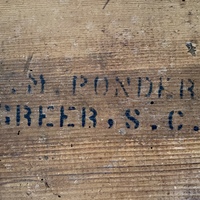 .M. PONDER
GREER, S.C.